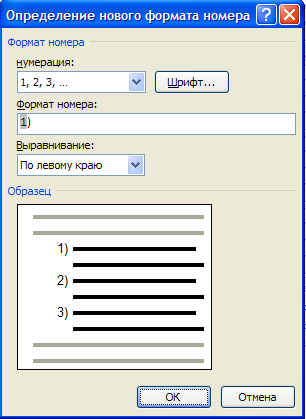 Определение нового формата номера
Формат номера
нумерация:
1, 2, 3, ...
Шрифт...
Формат номера:
1)
Выравнивание:
По левому краю
Образец
1)
2)
3)
ОК
Отмена